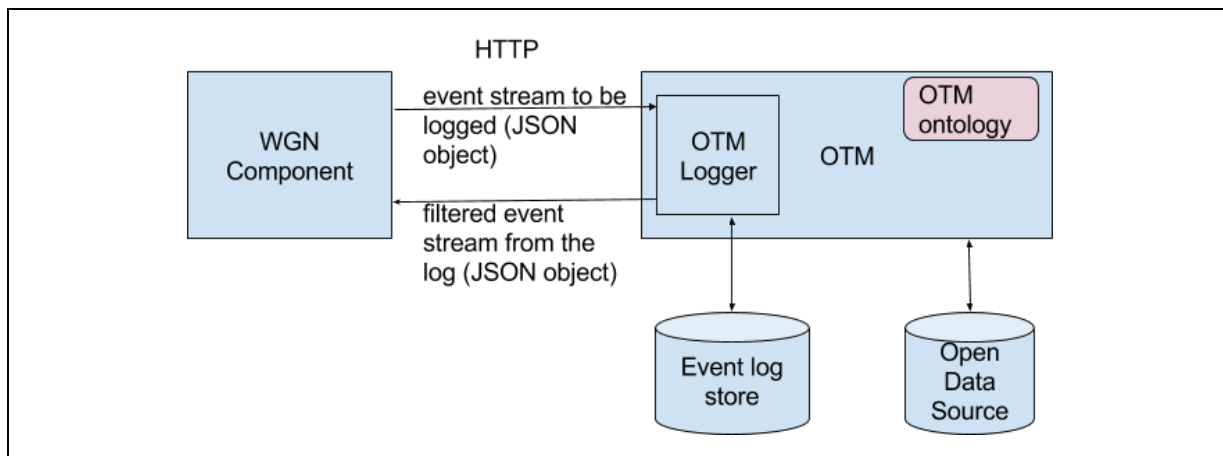 HTTP
WGN
Component
event stream to be
logged (JSON
object)
filtered event
stream from the
log (JSON object)
OTM
Logger
OTM
OTM
ontology
Event log
store
Open
Data
Source